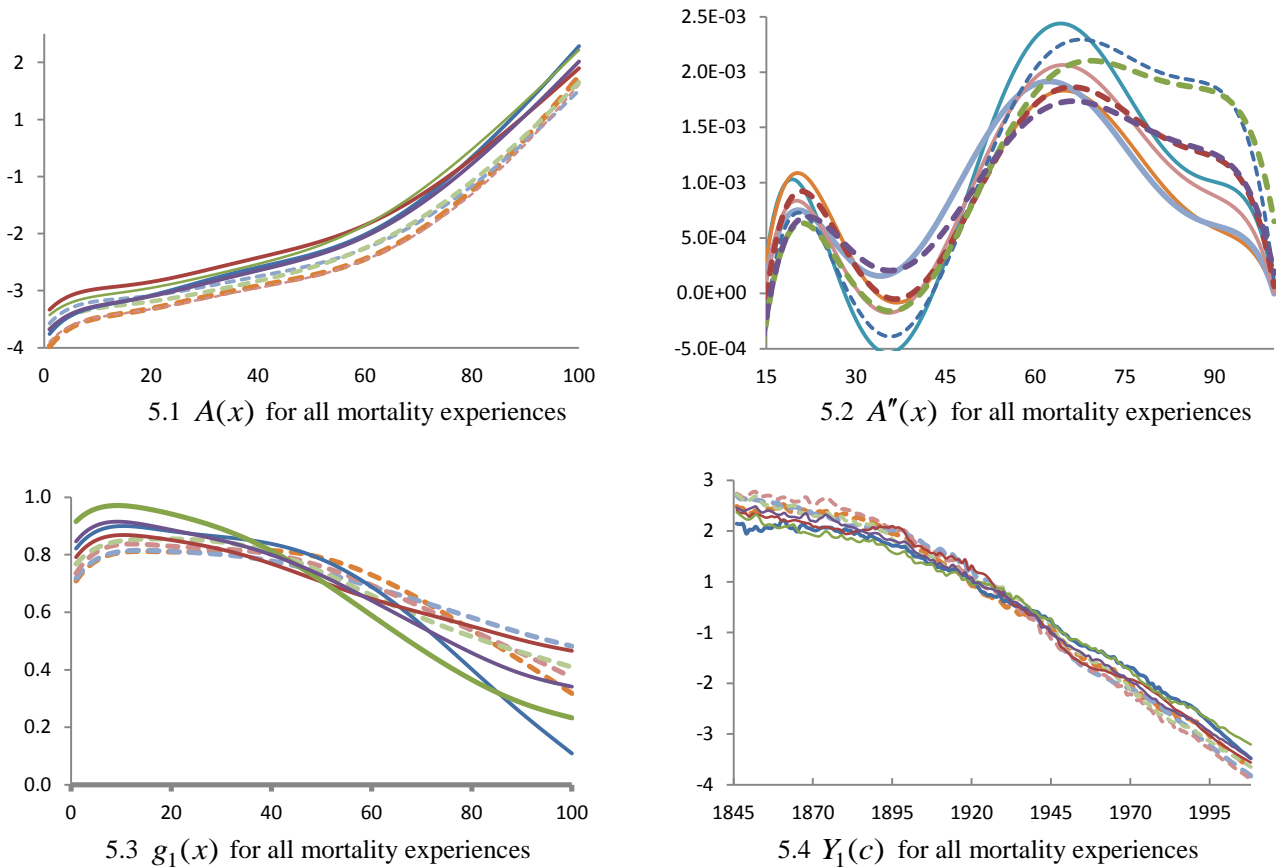 2
1
-1
-2
-3
-4
0 20 40 60 80 100
5.1 A(x) for all mortality experiences
2.5E-03
2.0E-03
1.5E-03
1.0E-03
5.0E-04
0.0E+00
-5.0E-04
15 30 45 60 75 90
5.2 A″(x) for all mortality experiences
1.0
0.8
0.6
0.4
0.2
0.0
0 20 40 60 80 100
5.3 g₁(x) for all mortality experiences
3
2
1
-1
-2
-3
-4
1845 1870 1895 1920 1945 1970 1995
5.4 Y₁(c) for all mortality experiences